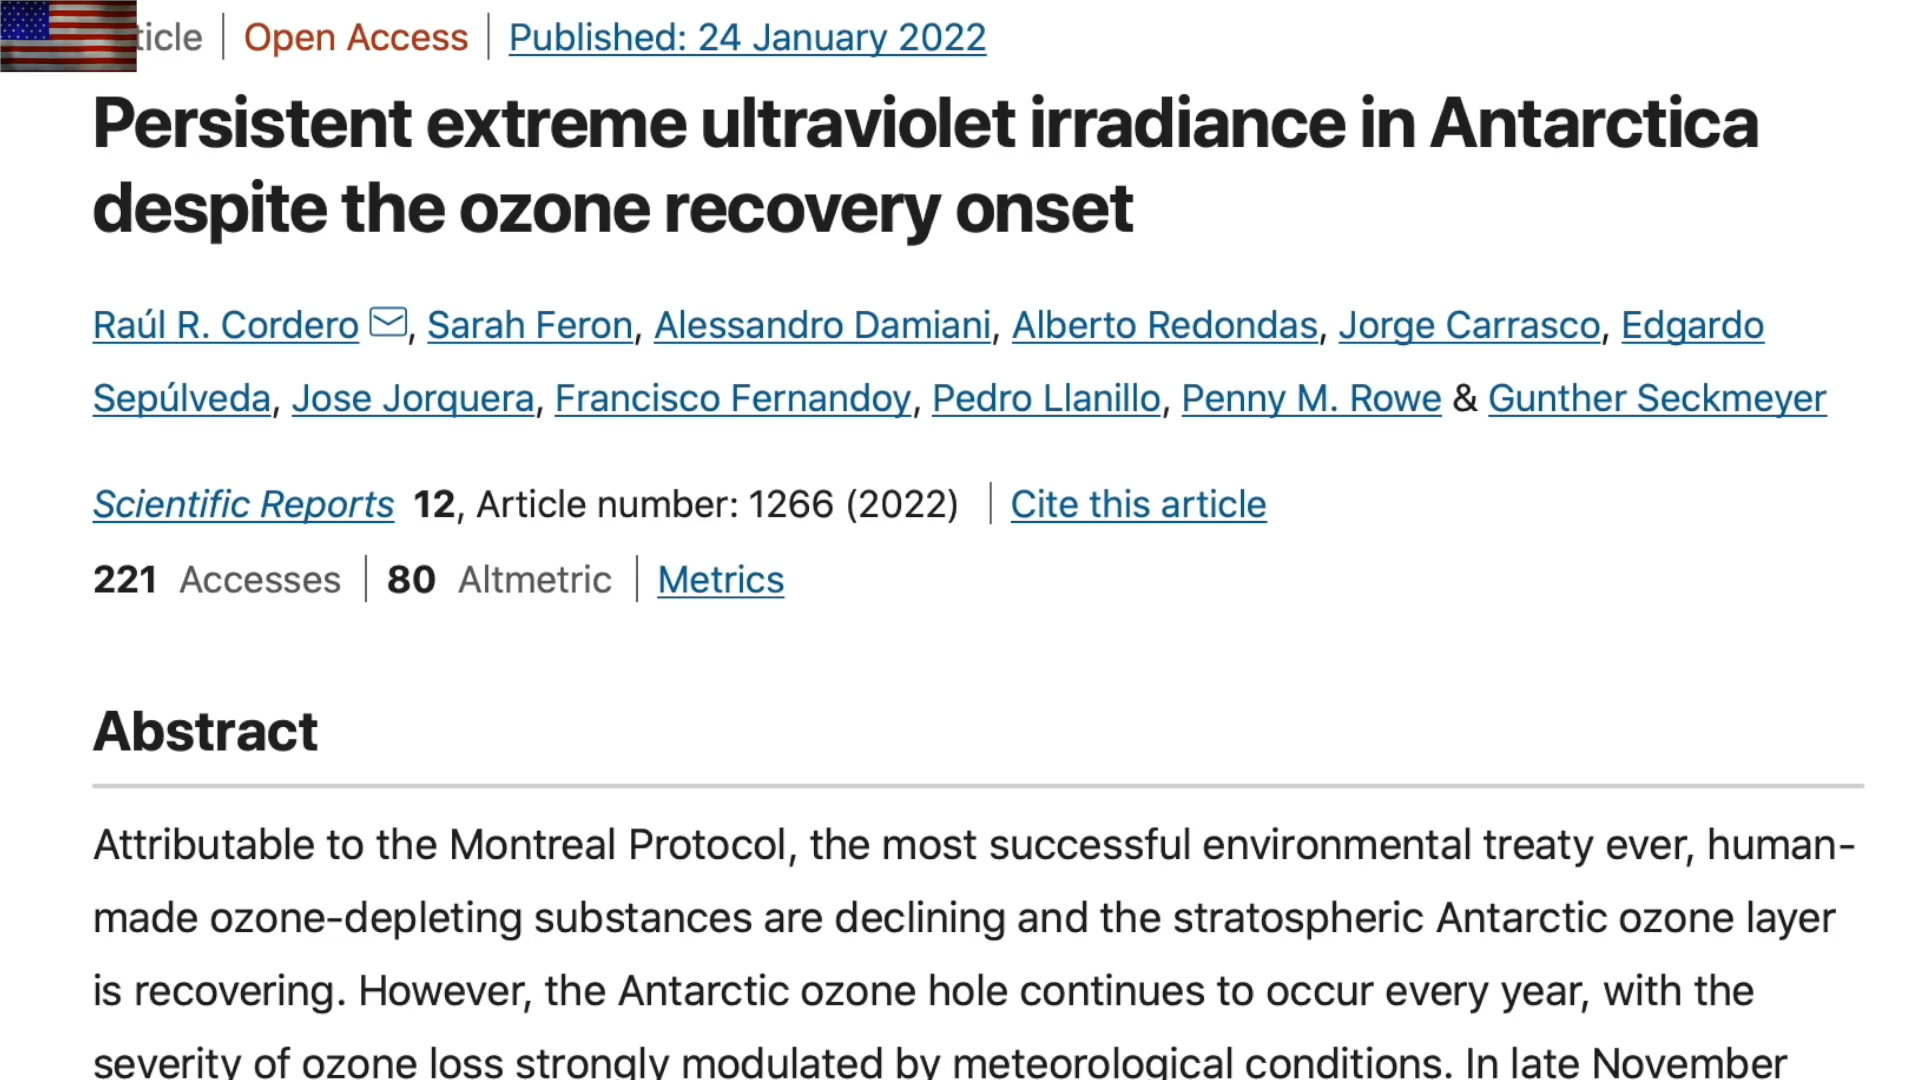 ticle | Open Access | Published: 24 January 2022
Persistent extreme ultraviolet irradiance in Antarctica
despite the ozone recovery onset
Raúl R. Cordero, Sarah Feron, Alessandro Damiani, Alberto Redondas, Jorge Carrasco, Edgardo
Sepúlveda, Jose Jorquera, Francisco Fernandoy, Pedro Llanillo, Penny M. Rowe & Gunther Seckmeyer
Scientific Reports 12, Article number: 1266 (2022) | Cite this article
221 Accesses | 80 Altmetric | Metrics
Abstract
Attributable to the Montreal Protocol, the most successful environmental treaty ever, human-
made ozone-depleting substances are declining and the stratospheric Antarctic ozone layer
is recovering. However, the Antarctic ozone hole continues to occur every year, with the
severity of ozone loss strongly modulated by meteorological conditions. In late November